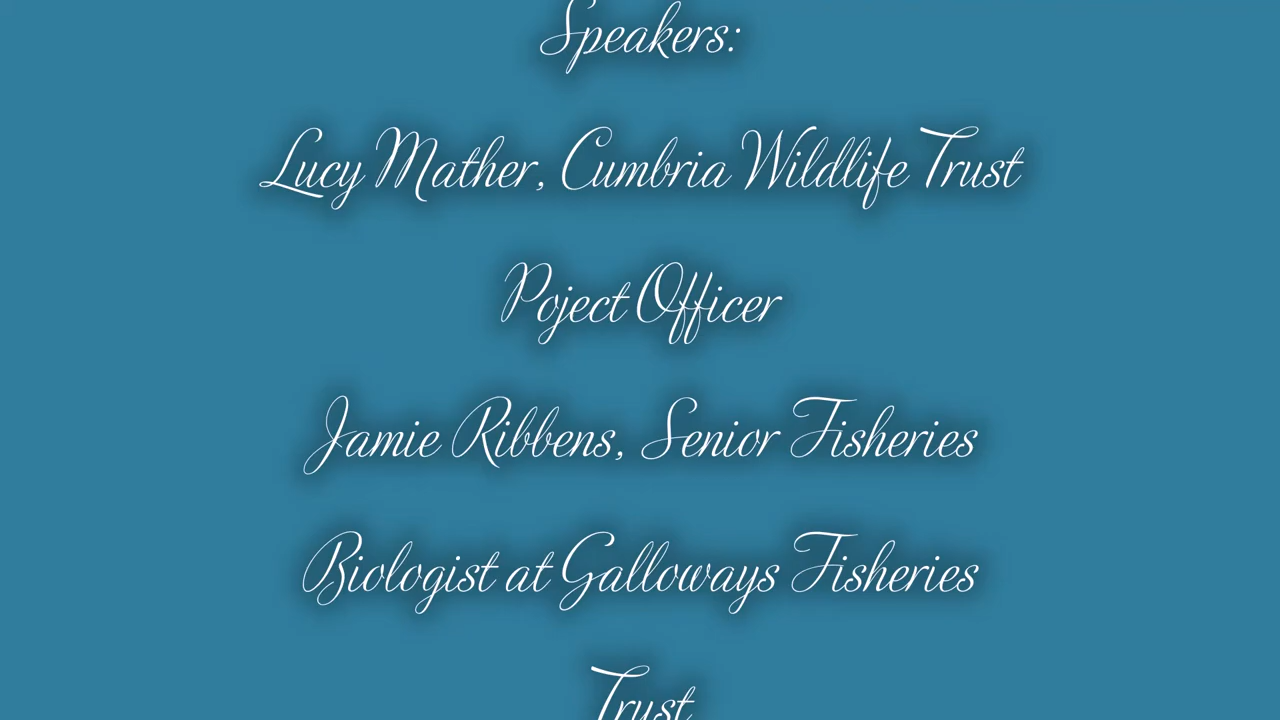 Speakers:
Lucy Mather, Cumbria Wildlife Trust
Poject Officer
Jamie Ribbens, Senior Fisheries
Biologist at Galloways Fisheries
Trust